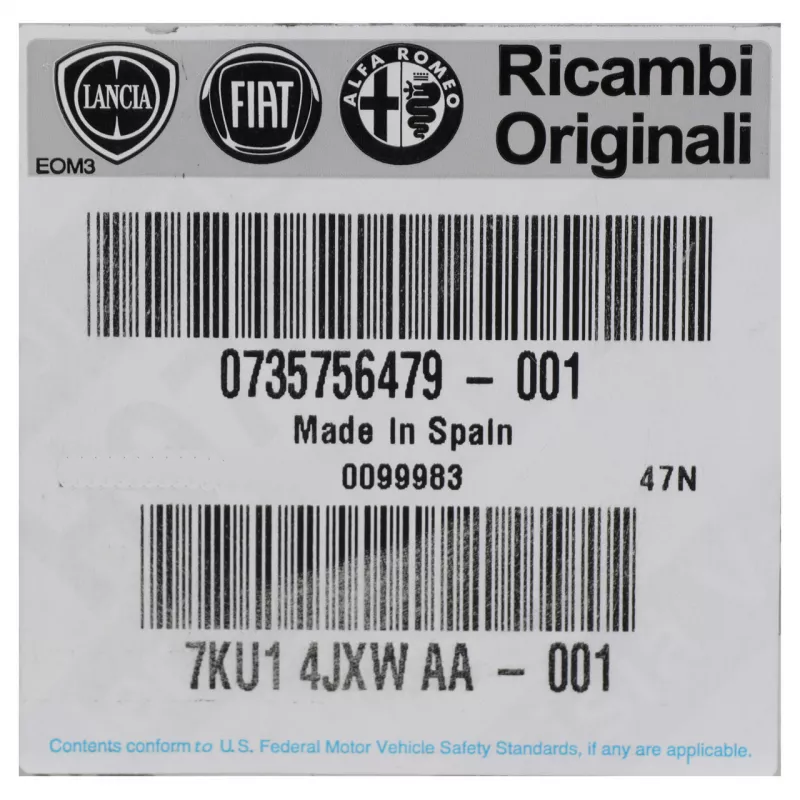 LANCIA FIAT ALFA ROMEO Ricambi
Originali
EOM3
0735756479 - 001
Made In Spain
0099983 47N
7KU1 4JXW AA - 001
Contents conform to U.S. Federal Motor Vehicle Safety Standards, if any are applicable.